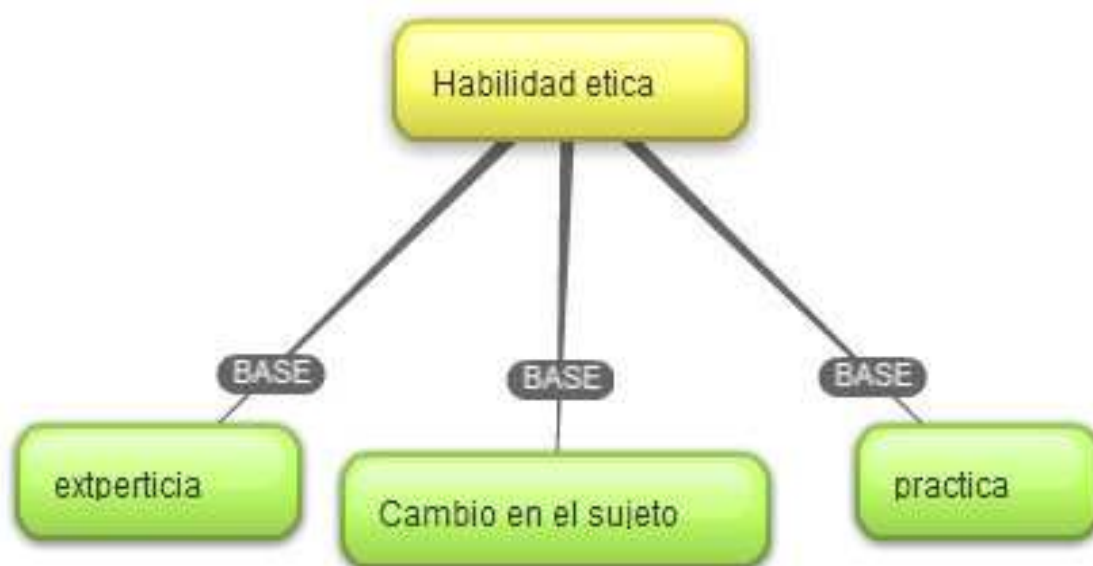 Habilidad etica
BASE
BASE
BASE
extperticia
Cambio en el sujeto
practica